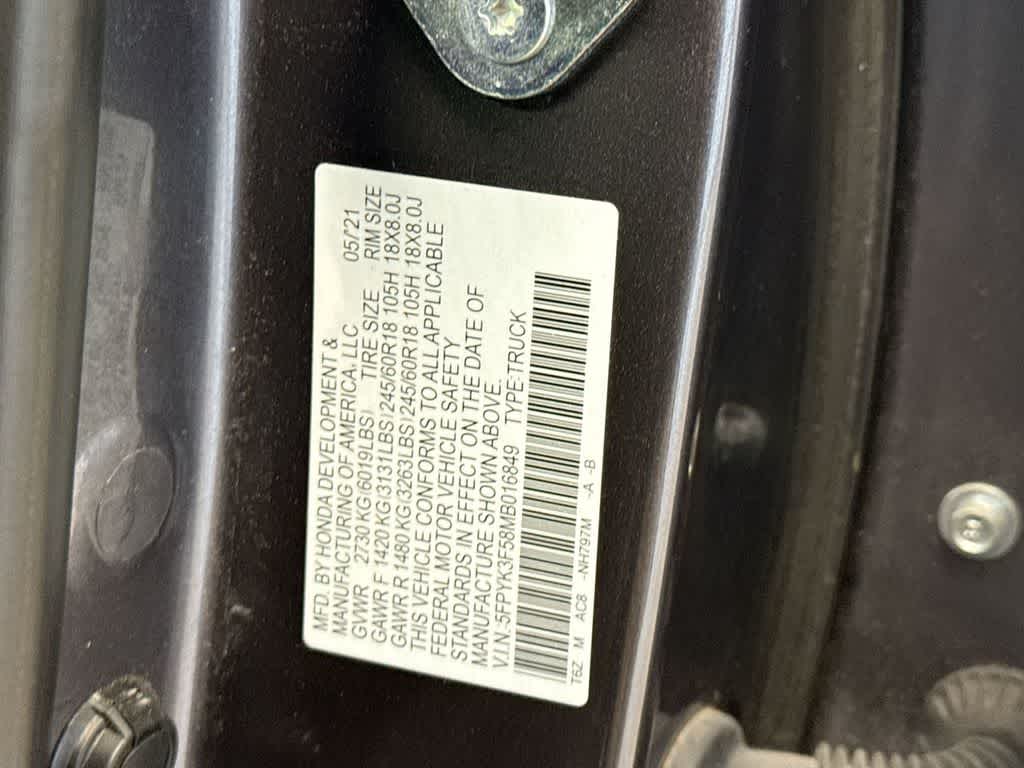 MFD. BY HONDA DEVELOPMENT &
MANUFACTURING OF AMERICA, LLC 05/21
GVWR 2730 KG(6019LBS) TIRE SIZE RIM SIZE
GAWR F 1420 KG(3131LBS)245/60R18 105H 18X8.0J
GAWR R 1480 KG(3263LBS)245/60R18 105H 18X8.0J
THIS VEHICLE CONFORMS TO ALL APPLICABLE
FEDERAL MOTOR VEHICLE SAFETY
STANDARDS IN EFFECT ON THE DATE OF
MANUFACTURE SHOWN ABOVE.
V.I.N:5FPYK3F58MB016849 TYPE:TRUCK
T6Z M AC8 -NH797M -A -B